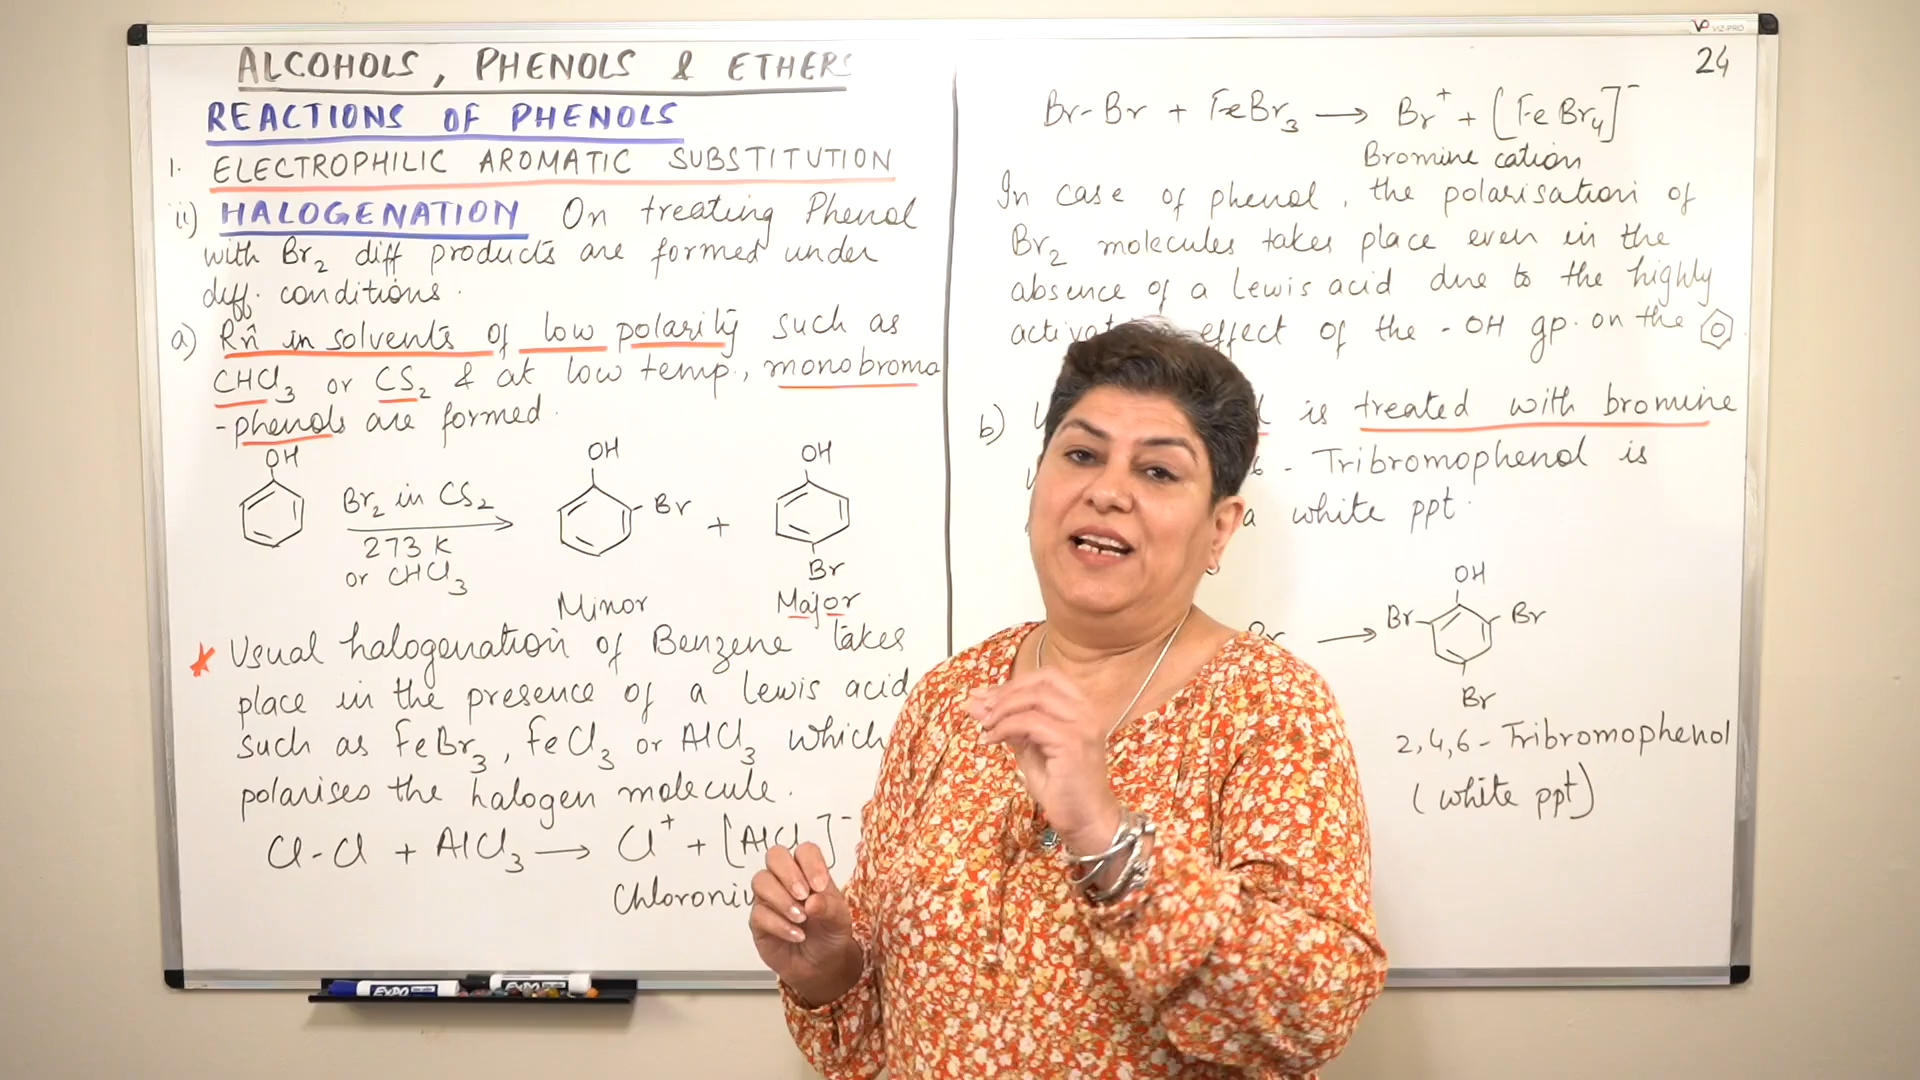 ALCOHOLS, PHENOLS & ETHERS
REACTIONS OF PHENOLS
1. ELECTROPHILIC AROMATIC SUBSTITUTION
ii) HALOGENATION On treating Phenol
with Br2 diff products are formed under
diff. conditions.
a) Rn̂ in solvents of low polarity such as
CHCl3 or CS2 & at low temp., monobromo
-phenols are formed.
OH
Br2 in CS2
273 K
or CHCl3
OH
Br
+
OH
Br
Minor
Major
* Usual halogenation of Benzene takes
place in the presence of a Lewis acid
such as FeBr3, FeCl3 or AlCl3 which
polarises the halogen molecule.
Cl-Cl + AlCl3 → Cl+ + [AlCl ]-
VIZ-PRO
24
Br-Br + FeBr3 → Br+ + [FeBr4]-
Bromine cation
In case of phenol, the polarisation of
Br2 molecules takes place even in the
absence of a Lewis acid due to the highly
effect of the -OH gp. on the
b) is treated with bromine
6 - Tribromophenol is
a white ppt.
→
OH
Br
Br
Br
2,4,6-Tribromophenol
(white ppt)
EXPO
EXPO